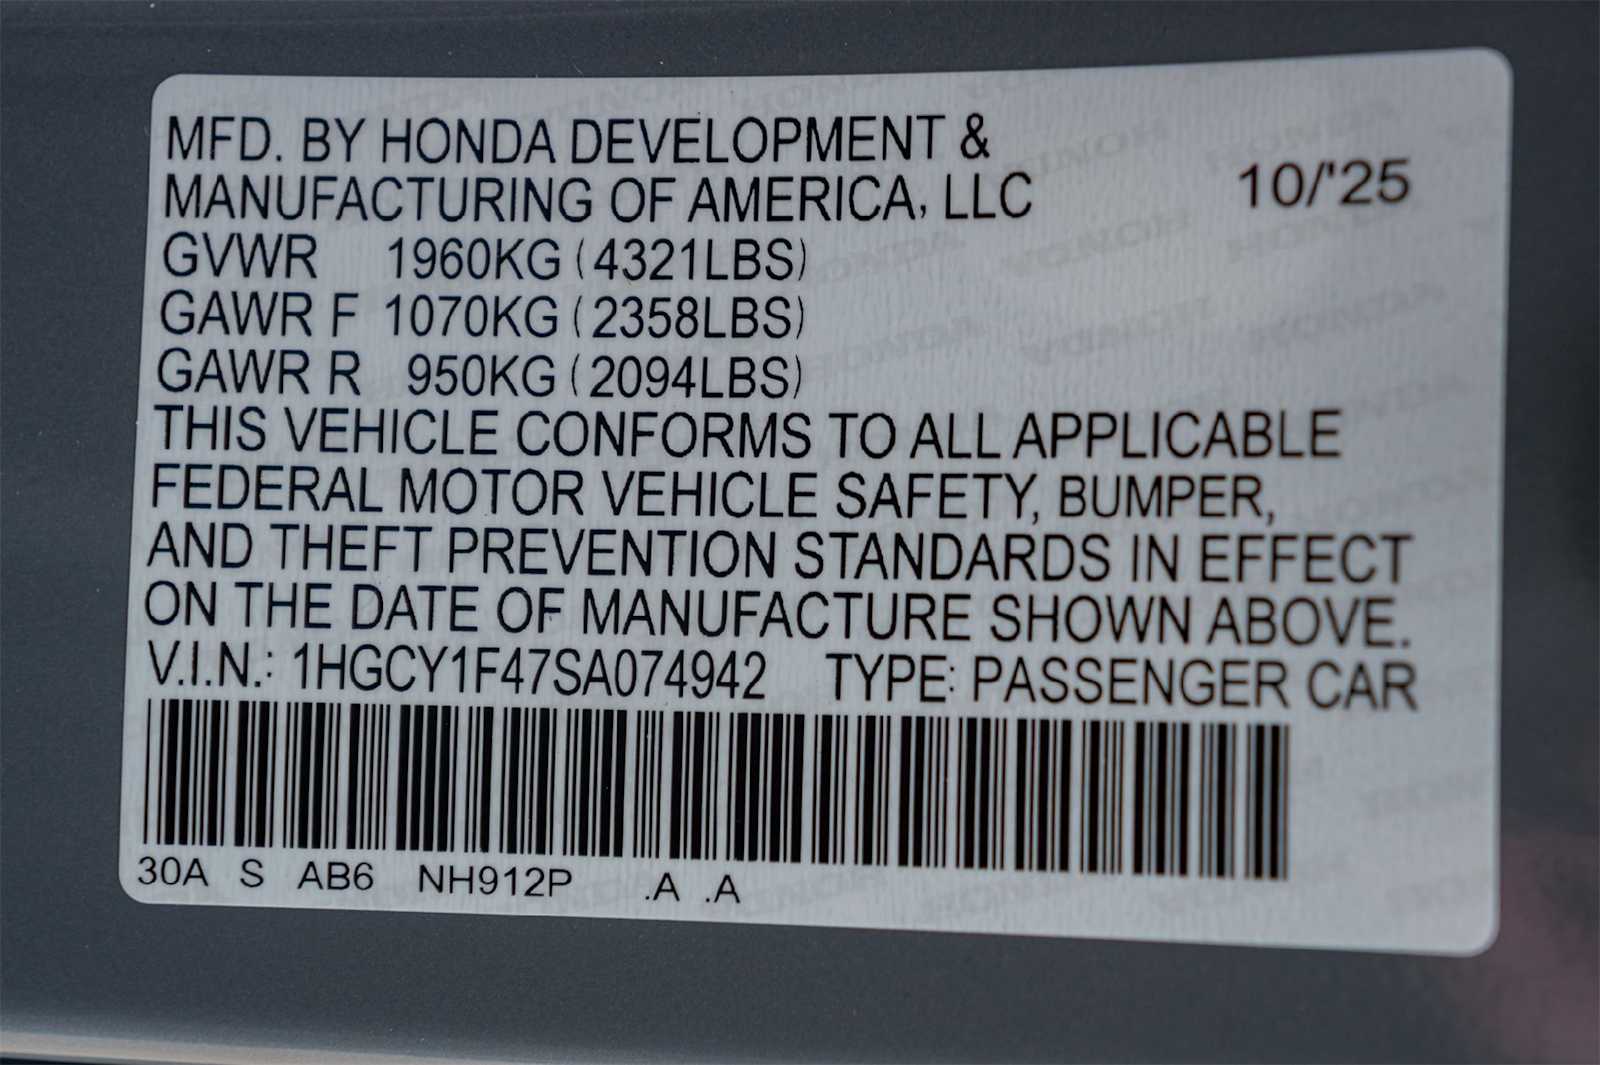 MFD. BY HONDA DEVELOPMENT &
MANUFACTURING OF AMERICA, LLC
10/'25
GVWR 1960KG (4321LBS)
GAWR F 1070KG (2358LBS)
GAWR R 950KG (2094LBS)
THIS VEHICLE CONFORMS TO ALL APPLICABLE
FEDERAL MOTOR VEHICLE SAFETY, BUMPER,
AND THEFT PREVENTION STANDARDS IN EFFECT
ON THE DATE OF MANUFACTURE SHOWN ABOVE.
V.I.N.: 1HGCY1F47SA074942 TYPE: PASSENGER CAR
30A S AB6 NH912P .A .A